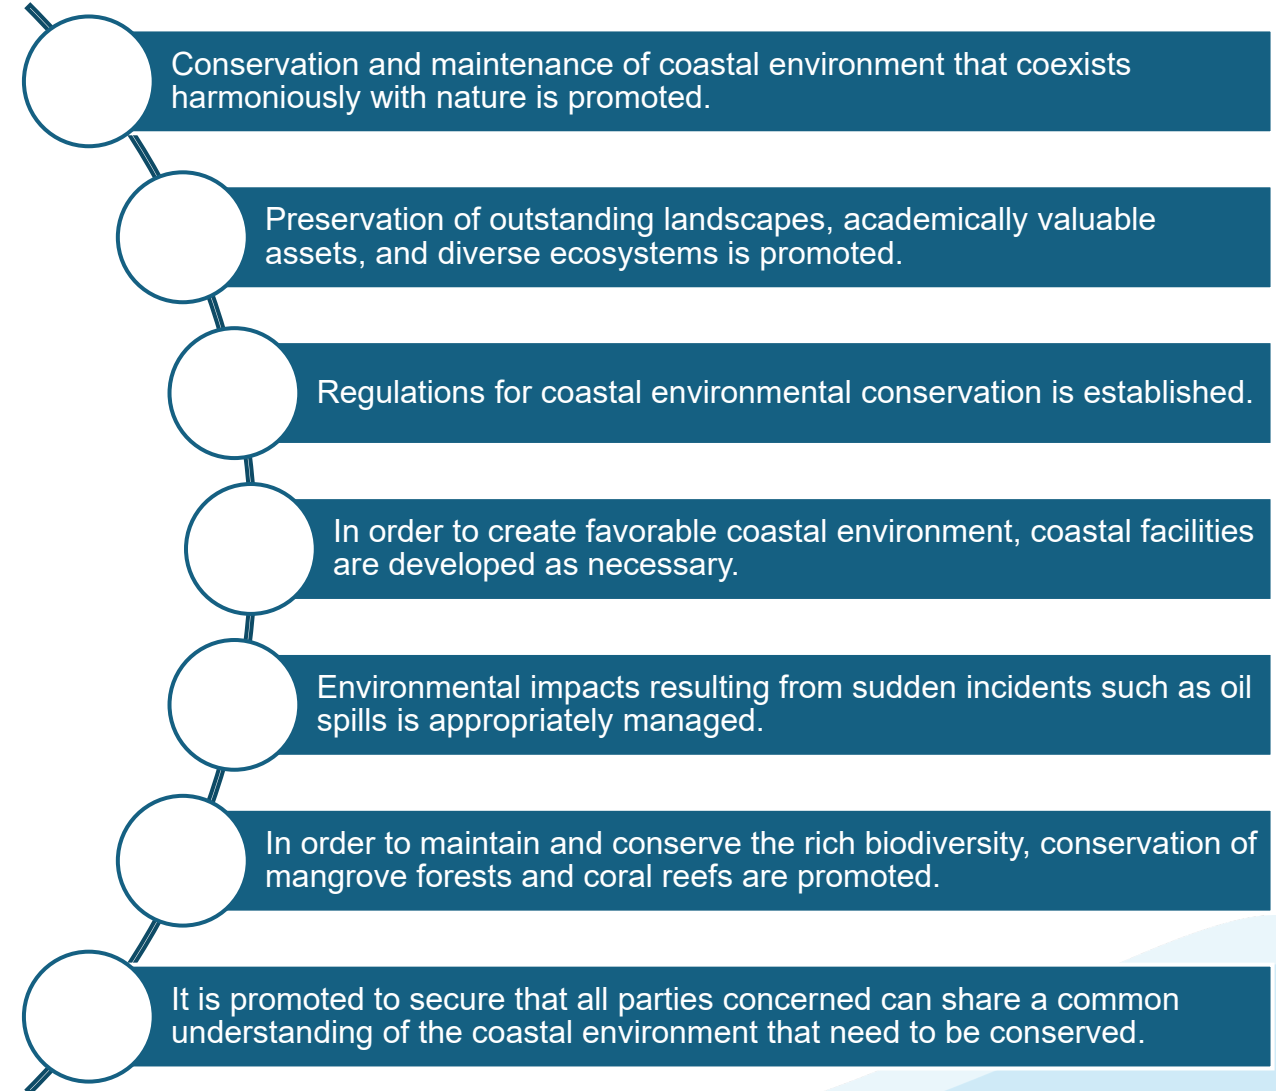 Conservation and maintenance of coastal environment that coexists
harmoniously with nature is promoted.
Preservation of outstanding landscapes, academically valuable
assets, and diverse ecosystems is promoted.
Regulations for coastal environmental conservation is established.
In order to create favorable coastal environment, coastal facilities
are developed as necessary.
Environmental impacts resulting from sudden incidents such as oil
spills is appropriately managed.
In order to maintain and conserve the rich biodiversity, conservation of
mangrove forests and coral reefs are promoted.
It is promoted to secure that all parties concerned can share a common
understanding of the coastal environment that need to be conserved.